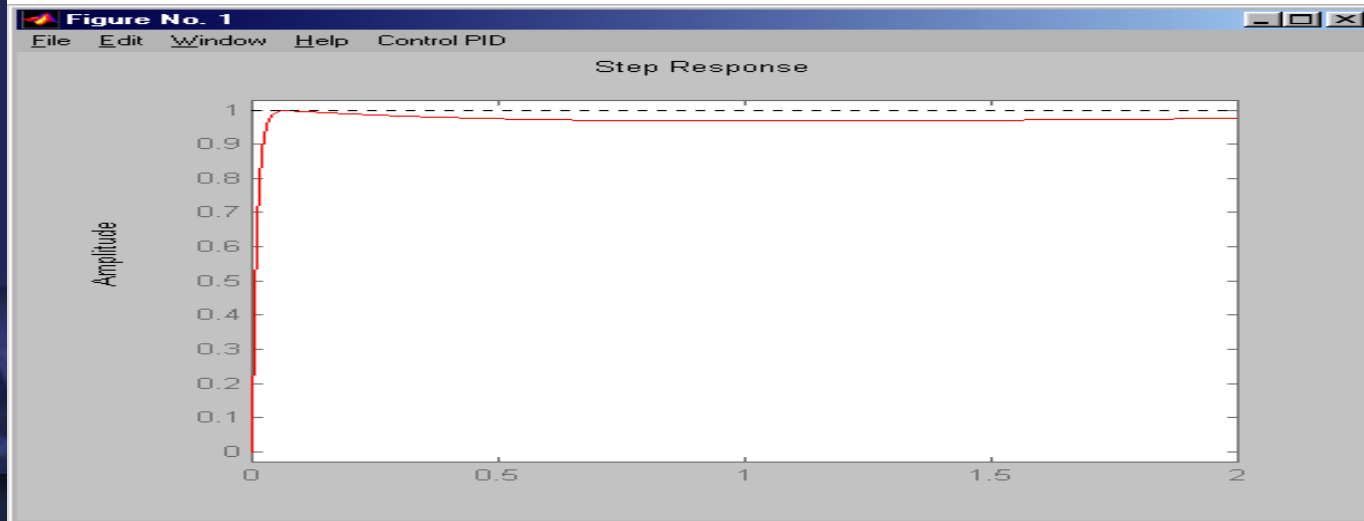 Figure No. 1
File Edit Window Help Control PID
Step Response
Amplitude
1
0.9
0.8
0.7
0.6
0.5
0.4
0.3
0.2
0.1
0
0 0.5 1 1.5 2